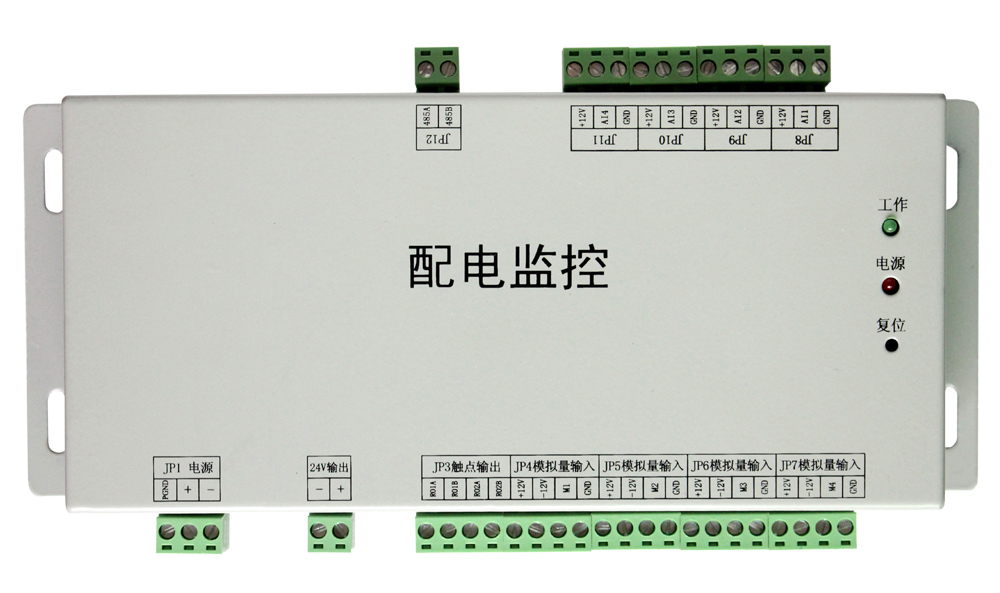 485A 485B
JP12
+12V AI4 GND +12V AI3 GND +12V AI2 GND +12V AI1 GND
JP11 JP10 JP9 JP8
工作
配电监控
电源
复位
JP1 电源
PGND + -
24V输出
- +
JP3触点输出 JP4模拟量输入 JP5模拟量输入 JP6模拟量输入 JP7模拟量输入
R01A R01B R02A R02B +12V -12V M1 GND +12V -12V M2 GND +12V -12V M3 GND +12V -12V M4 GND